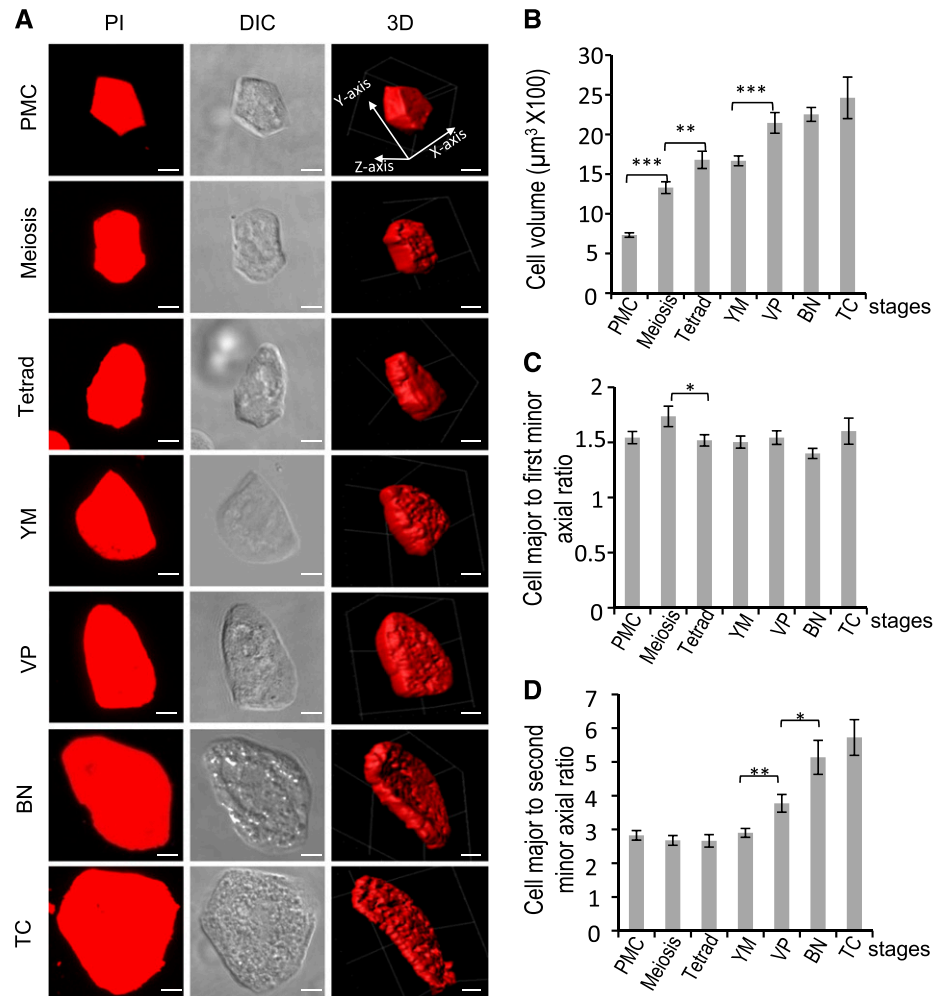 A
PI
DIC
3D
PMC
Y-axis
X-axis
Z-axis
Meiosis
Tetrad
YM
VP
BN
TC
B
Cell volume (µm³ X100)
30
25
20
15
10
5
0
***
**
***
PMC
Meiosis
Tetrad
YM
VP
BN
TC
stages
C
Cell major to first minor
axial ratio
2
1.5
1
0.5
0
*
PMC
Meiosis
Tetrad
YM
VP
BN
TC
stages
D
Cell major to second
minor axial ratio
7
6
5
4
3
2
1
0
**
*
PMC
Meiosis
Tetrad
YM
VP
BN
TC
stages